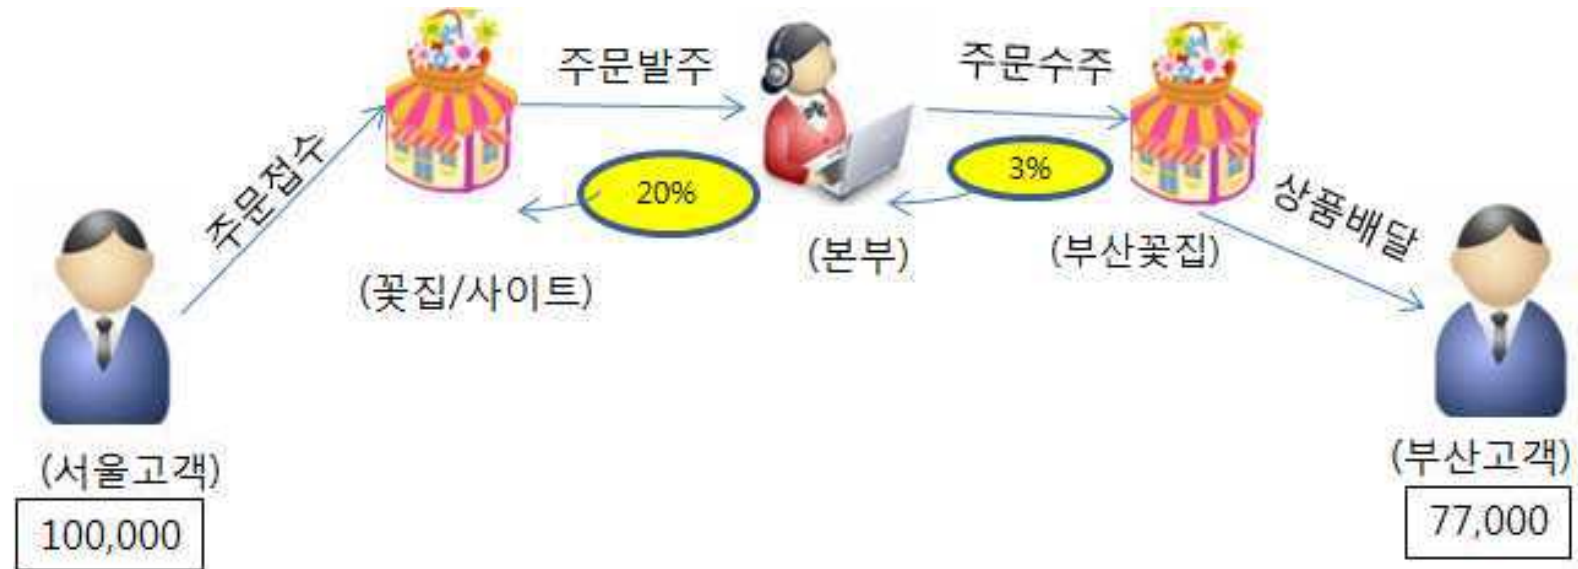 주문접수
주문발주
주문수주
상품배달
20%
3%
(꽃집/사이트)
(본부)
(부산꽃집)
(서울고객)
100,000
(부산고객)
77,000